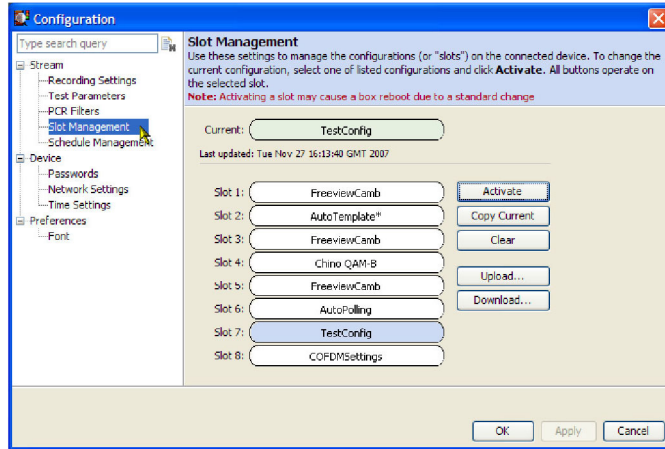 Configuration
Type search query
Stream
Recording Settings
Test Parameters
PCR Filters
Slot Management
Schedule Management
Device
Passwords
Network Settings
Time Settings
Preferences
Font
Slot Management
Use these settings to manage the configurations (or "slots") on the connected device. To change the
current configuration, select one of listed configurations and click Activate. All buttons operate on
the selected slot.
Note: Activating a slot may cause a box reboot due to a standard change
Current: TestConfig
Last updated: Tue Nov 27 16:13:40 GMT 2007
Slot 1: FreeviewCamb Activate
Slot 2: AutoTemplate* Copy Current
Slot 3: FreeviewCamb Clear
Slot 4: Chino QAM-B
Slot 5: FreeviewCamb Upload...
Slot 6: AutoPolling Download...
Slot 7: TestConfig
Slot 8: COFDMSettings
OK Apply Cancel